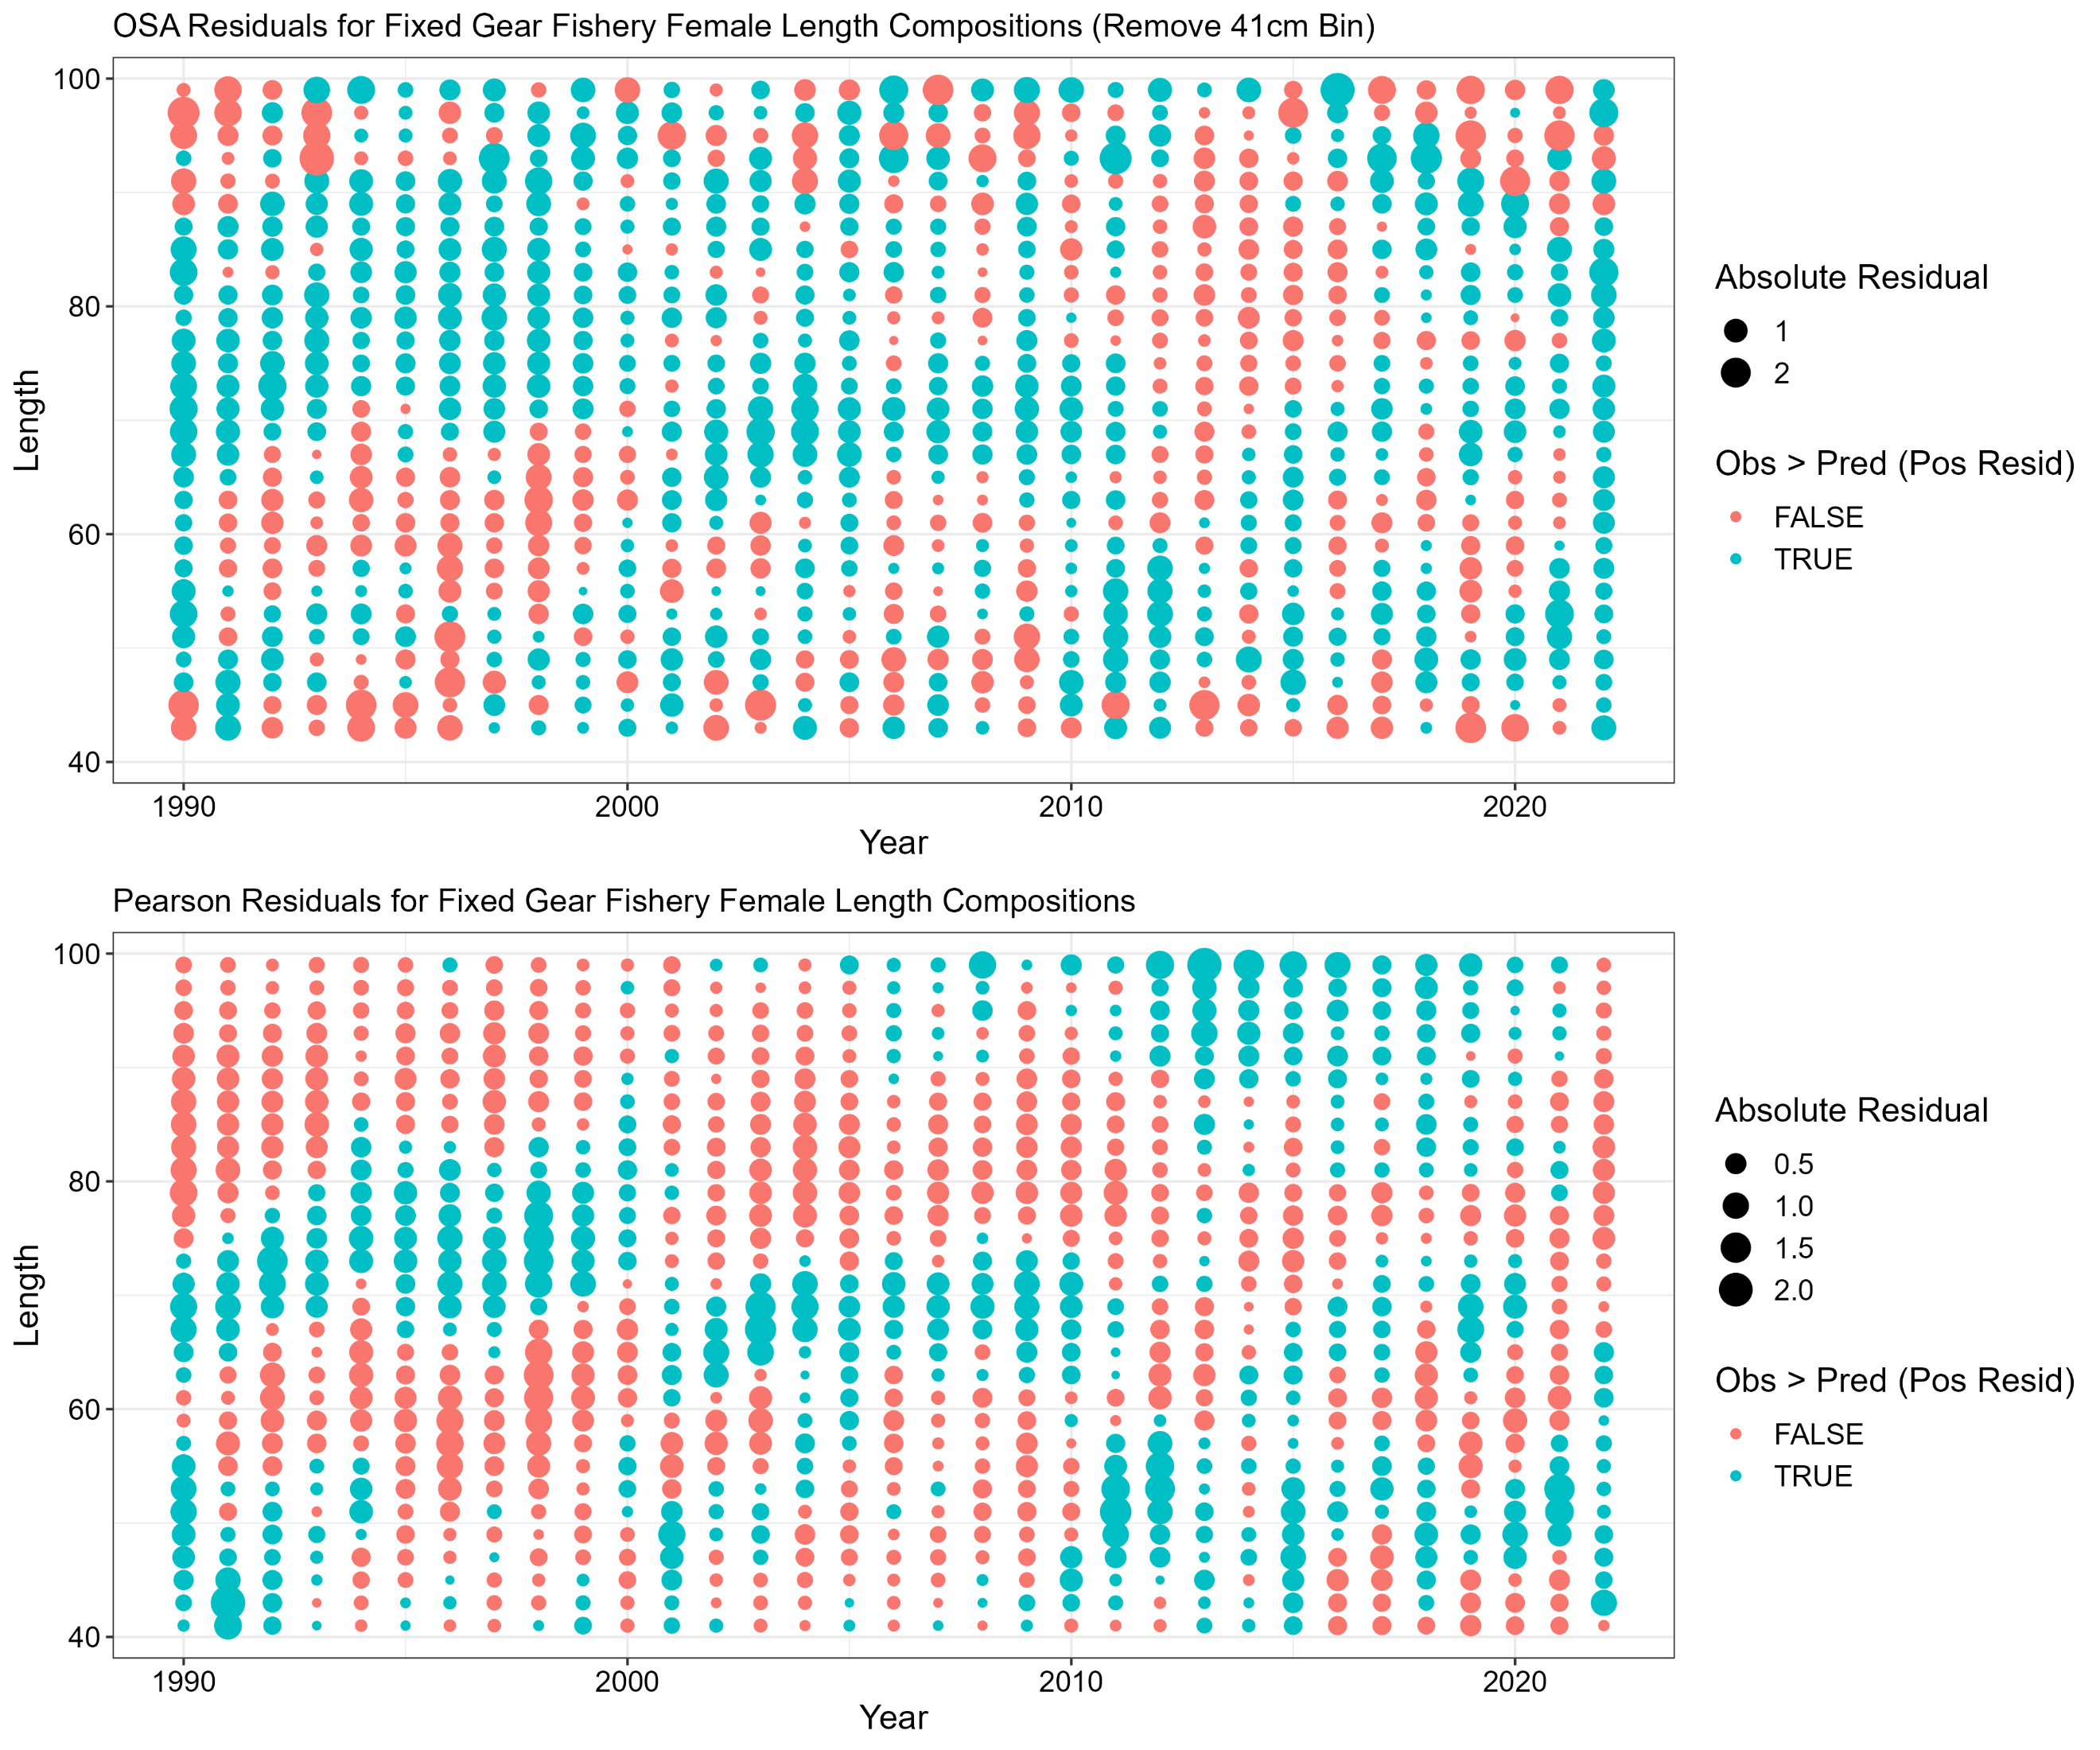 OSA Residuals for Fixed Gear Fishery Female Length Compositions (Remove 41cm Bin)
100
80
60
40
Length
1990
2000
2010
2020
Year
Absolute Residual
1
2
Obs > Pred (Pos Resid)
FALSE
TRUE
Pearson Residuals for Fixed Gear Fishery Female Length Compositions
100
80
60
40
Length
1990
2000
2010
2020
Year
Absolute Residual
0.5
1.0
1.5
2.0
Obs > Pred (Pos Resid)
FALSE
TRUE